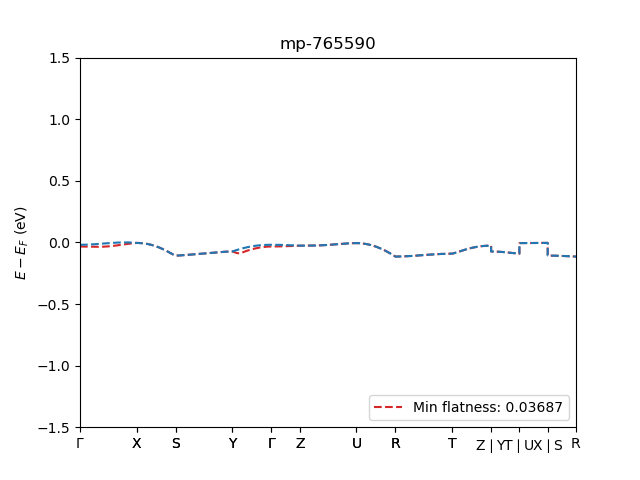 mp-765590
1.5
1.0
0.5
0.0
−0.5
−1.0
−1.5
E − E_F (eV)
Min flatness: 0.03687
Γ X S Y Γ Z U R T Z | YT | UX | S R